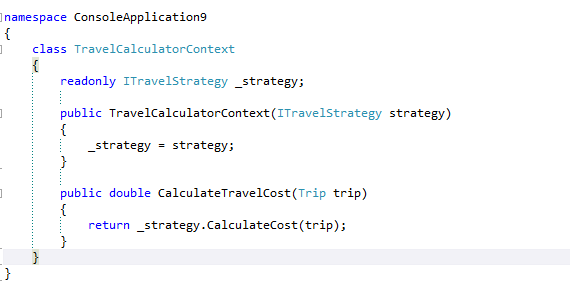 namespace ConsoleApplication9
{
class TravelCalculatorContext
{
readonly ITravelStrategy _strategy;
public TravelCalculatorContext(ITravelStrategy strategy)
{
_strategy = strategy;
}
public double CalculateTravelCost(Trip trip)
{
return _strategy.CalculateCost(trip);
}
}
}